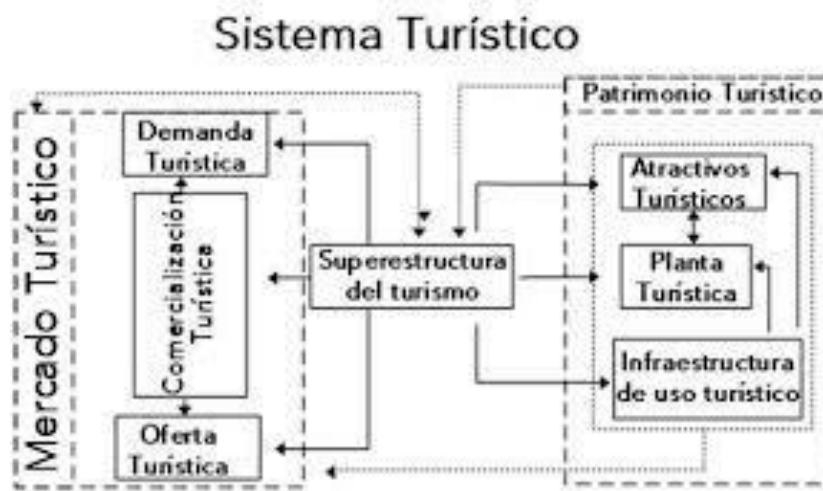 Sistema Turístico
Mercado Turístico
Demanda
Turística
Comercialización
Turística
Oferta
Turística
Superestructura
del turismo
Patrimonio Turístico
Atractivos
Turísticos
Planta
Turística
Infraestructura
de uso turístico